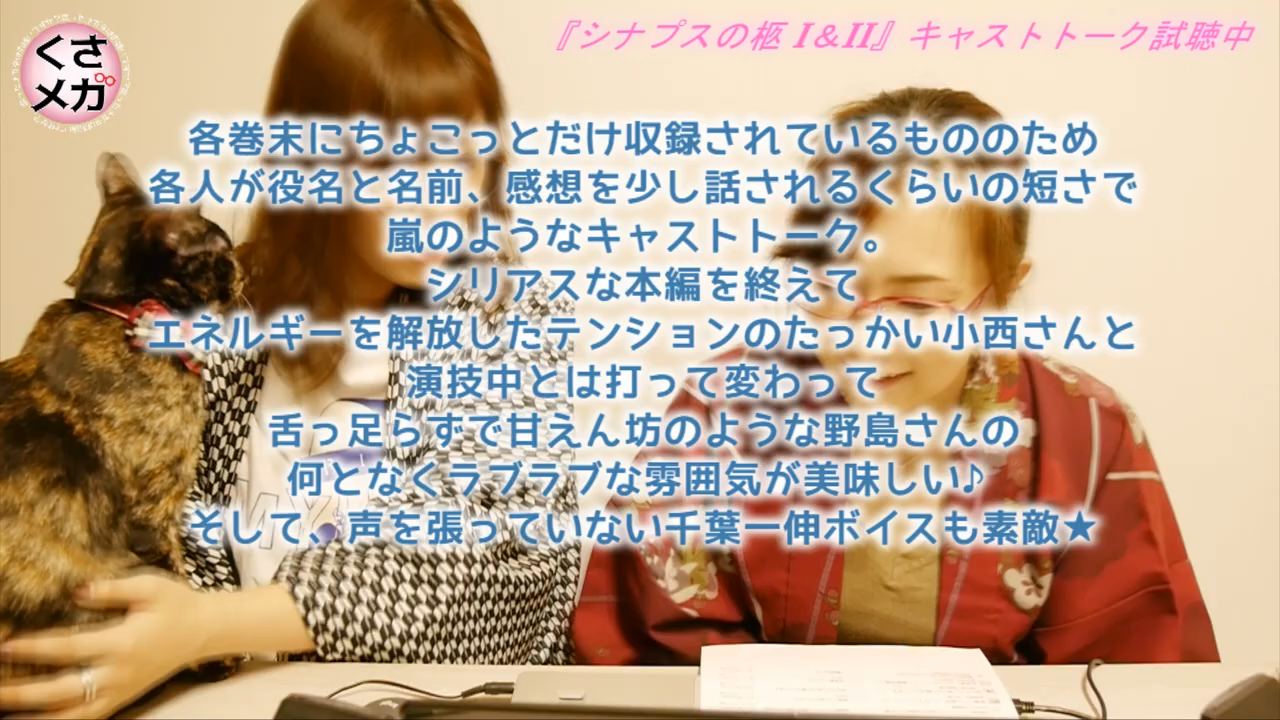 くさ
メガ
『シナプスの柩 I&II』キャストトーク試聴中
各巻末にちょこっとだけ収録されているもののため
各人が役名と名前、感想を少し話されるくらいの短さで
嵐のようなキャストトーク。
シリアスな本編を終えて
エネルギーを解放したテンションのたっかい小西さんと
演技中とは打って変わって
舌っ足らずで甘えん坊のような野島さんの
何となくラブラブな雰囲気が美味しい♪
そして、声を張っていない千葉一伸ボイスも素敵★